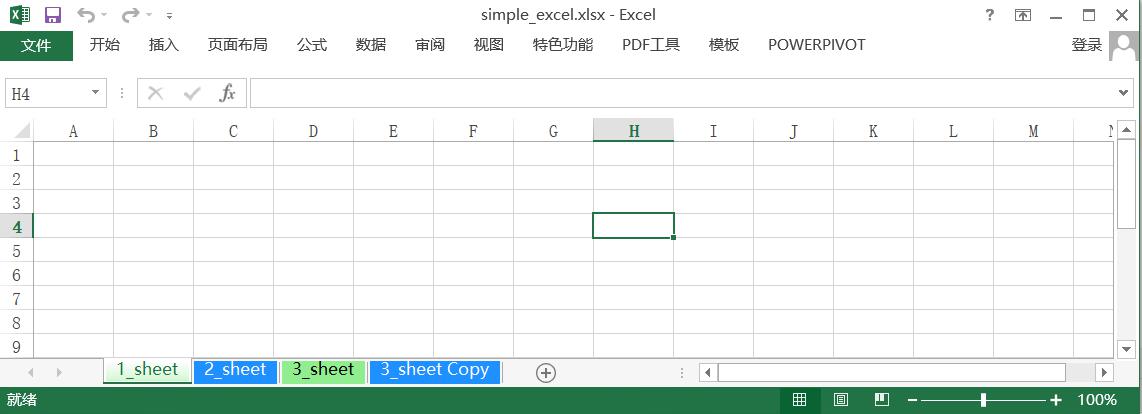 simple_excel.xlsx - Excel
文件 开始 插入 页面布局 公式 数据 审阅 视图 特色功能 PDF工具 模板 POWERPIVOT 登录
H4 fx
A B C D E F G H I J K L M N
1
2
3
4
5
6
7
8
9
1_sheet 2_sheet 3_sheet 3_sheet Copy
就绪 100%